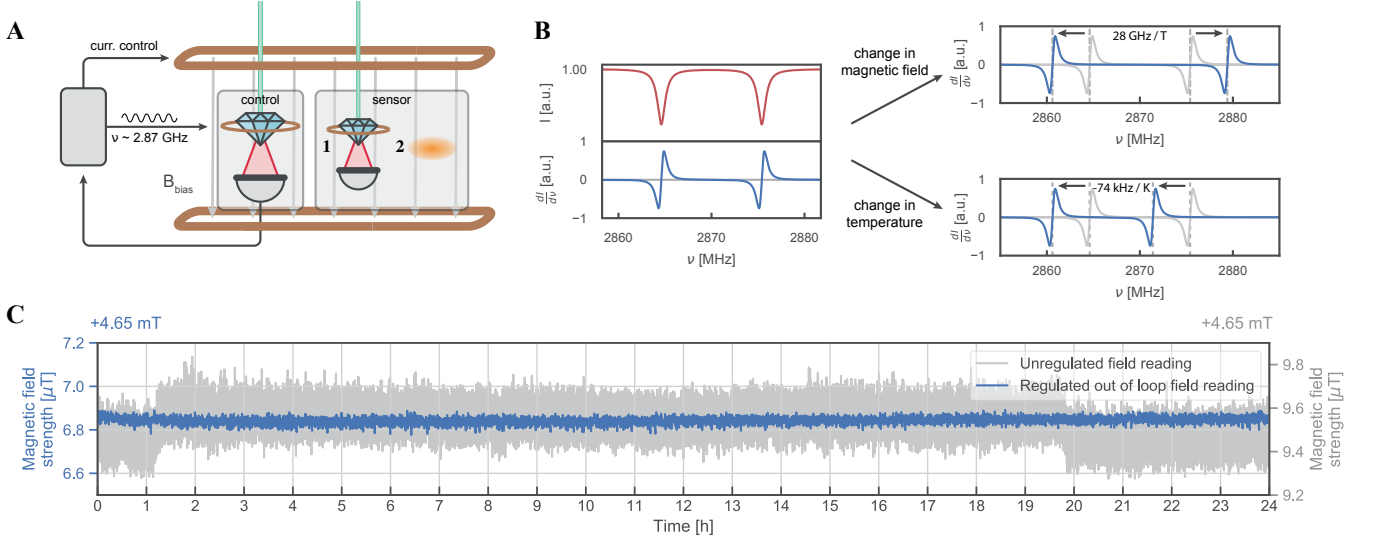 A
curr. control
control
sensor
1
2
ν ~ 2.87 GHz
B_bias
B
1.00
I [a.u.]
1
0
−1
dI/dν [a.u.]
2860 2870 2880
ν [MHz]
change in
magnetic field
change in
temperature
1
0
−1
dI/dν [a.u.]
28 GHz / T
2860 2870 2880
ν [MHz]
1
0
−1
dI/dν [a.u.]
-74 kHz / K
2860 2870 2880
ν [MHz]
C
+4.65 mT
+4.65 mT
7.2
7.0
6.8
6.6
Magnetic field
strength [μT]
Unregulated field reading
Regulated out of loop field reading
9.8
9.6
9.4
9.2
Magnetic field
strength [μT]
0 1 2 3 4 5 6 7 8 9 10 11 12 13 14 15 16 17 18 19 20 21 22 23 24
Time [h]